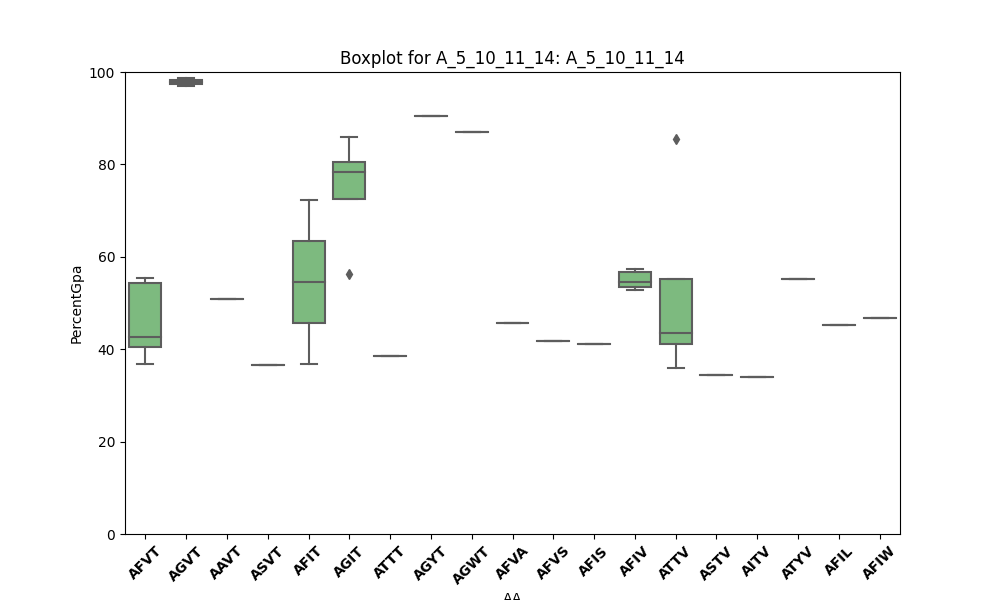 Boxplot for A_5_10_11_14: A_5_10_11_14
100
80
60
40
20
0
PercentGpa
AFVT AGVT AAVT ASVT AFIT AGIT ATTT AGYT AGWT AFVA AFVS AFIS AFIV ATTV ASTV AITV ATYV AFIL AFIW
AA